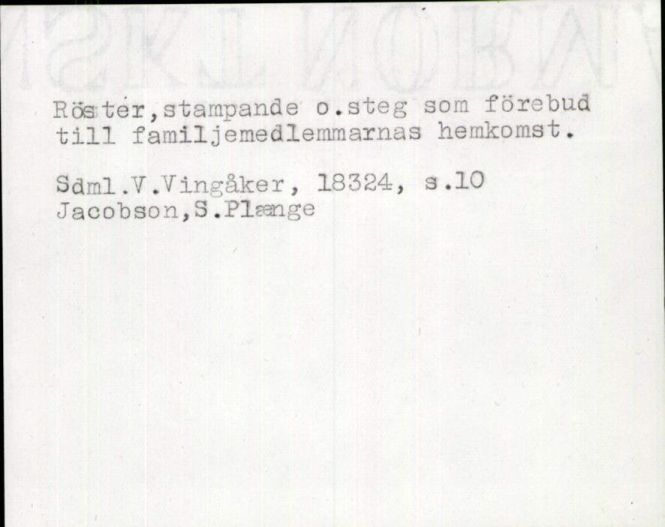 Röster,stampande o.steg som förebud
till familjemedlemmarnas hemkomst.
Sdml.V.Vingåker, 18324, s.10
Jacobson,S.Plænge